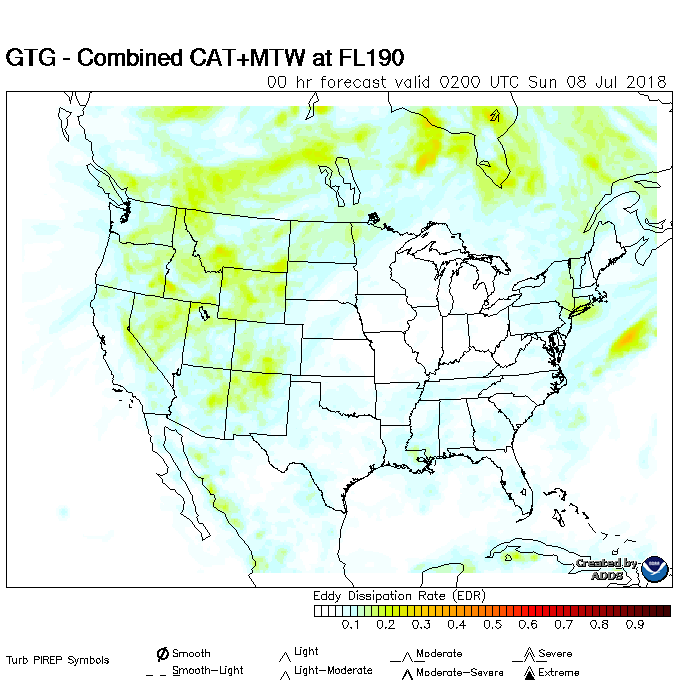 GTG - Combined CAT+MTW at FL190
00 hr forecast valid 0200 UTC Sun 08 Jul 2018
Created by
ADDS
Eddy Dissipation Rate (EDR)
0.1 0.2 0.3 0.4 0.5 0.6 0.7 0.8 0.9
Turb PIREP Symbols
Smooth Light Moderate Severe
Smooth-Light Light-Moderate Moderate-Severe Extreme